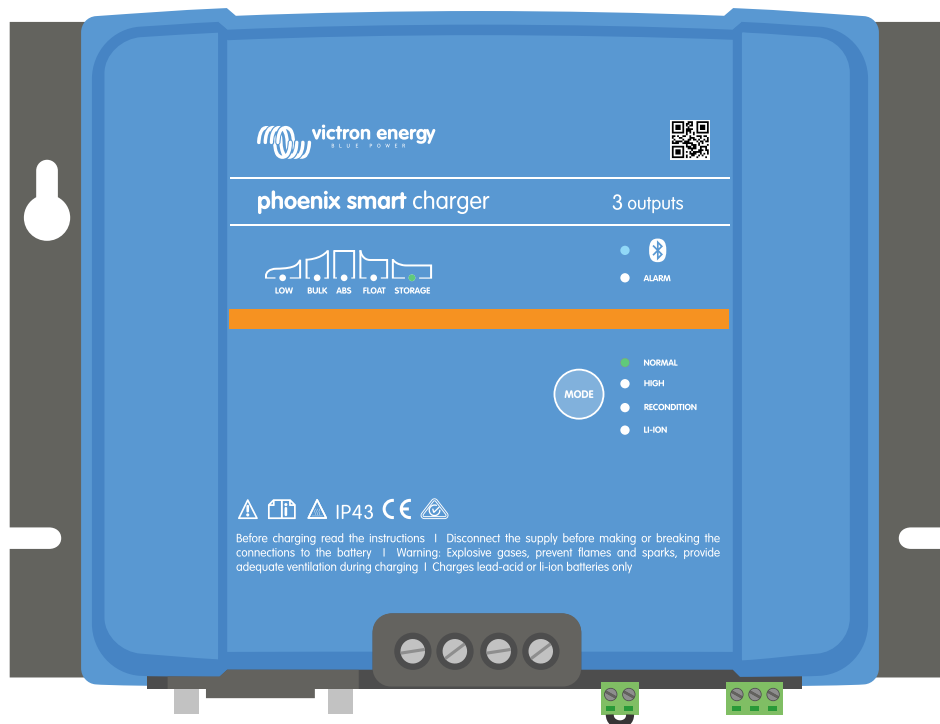 victron energy
BLUE POWER
phoenix smart charger 3 outputs
LOW BULK ABS FLOAT STORAGE
ALARM
NORMAL
HIGH
MODE
RECONDITION
LI-ION
IP43 CE
Before charging read the instructions I Disconnect the supply before making or breaking the
connections to the battery I Warning: Explosive gases, prevent flames and sparks, provide
adequate ventilation during charging I Charges lead-acid or li-ion batteries only